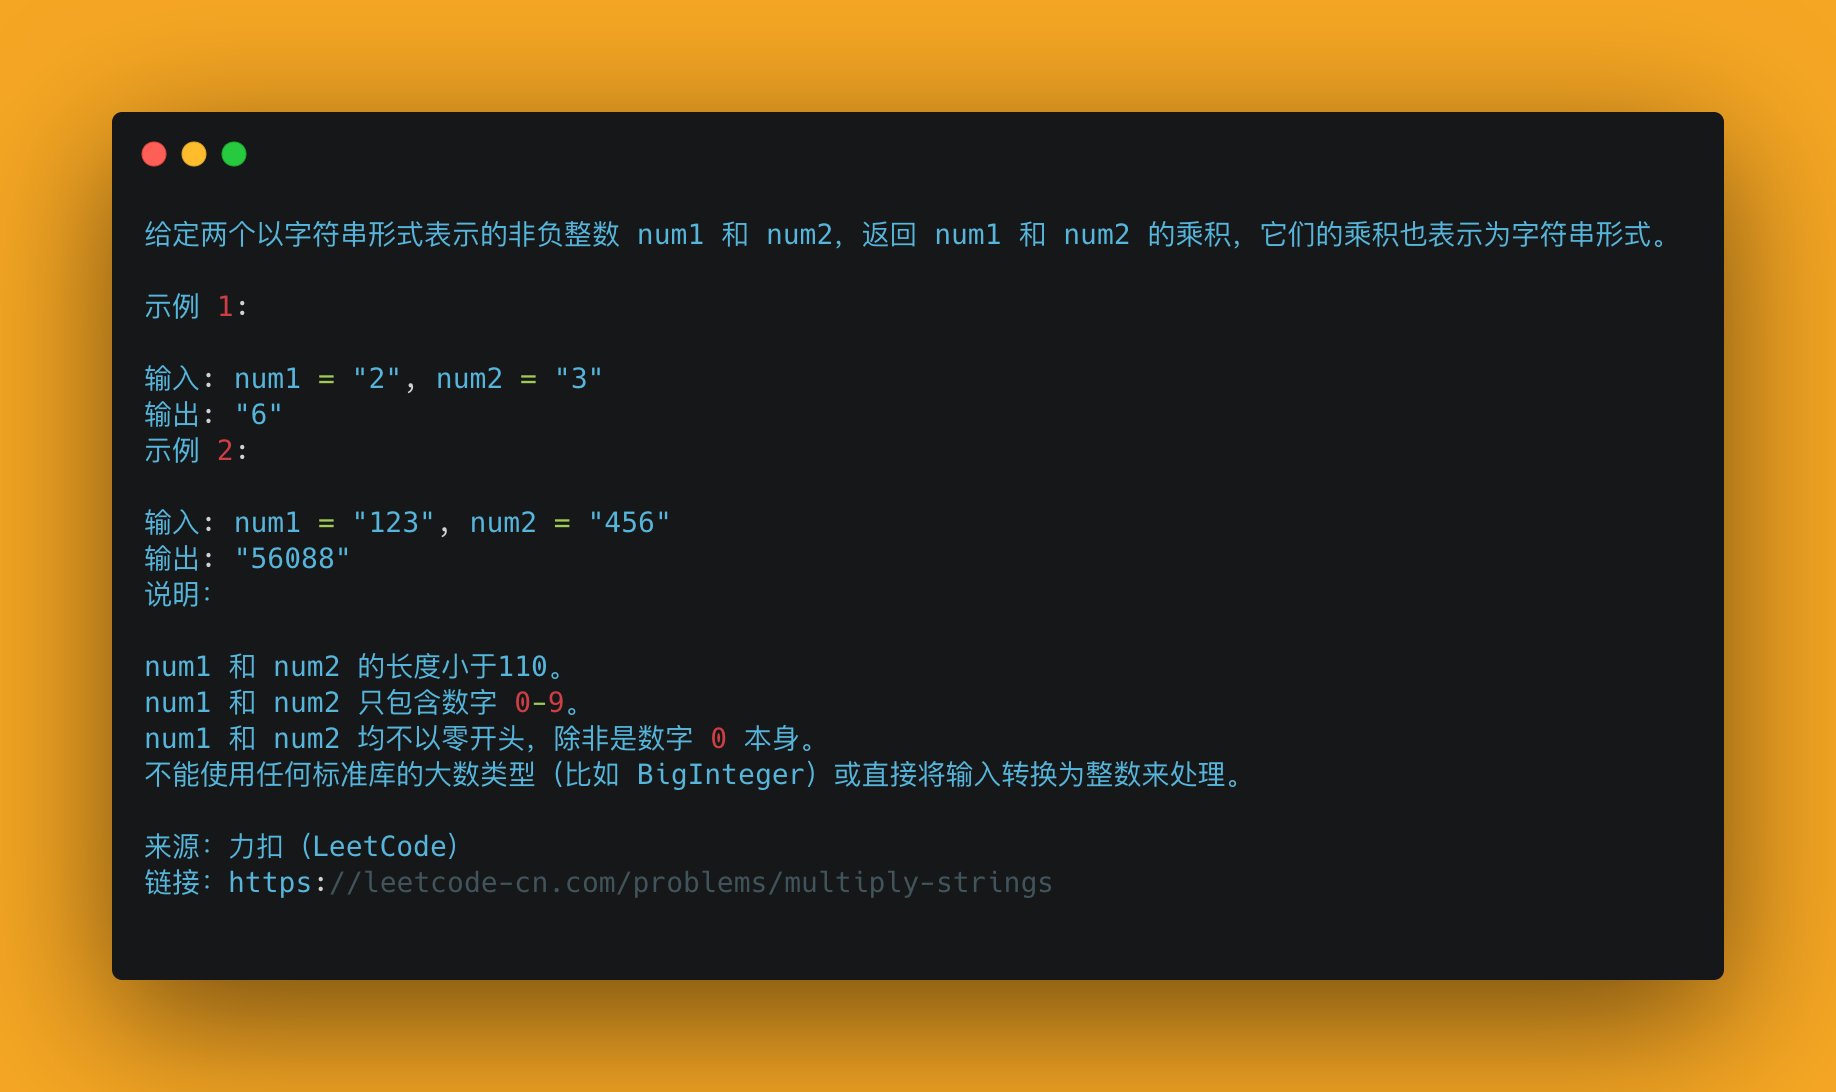 给定两个以字符串形式表示的非负整数 num1 和 num2，返回 num1 和 num2 的乘积，它们的乘积也表示为字符串形式。
示例 1:
输入: num1 = "2", num2 = "3"
输出: "6"
示例 2:
输入: num1 = "123", num2 = "456"
输出: "56088"
说明：
num1 和 num2 的长度小于110。
num1 和 num2 只包含数字 0-9。
num1 和 num2 均不以零开头，除非是数字 0 本身。
不能使用任何标准库的大数类型（比如 BigInteger）或直接将输入转换为整数来处理。
来源：力扣（LeetCode）
链接：https://leetcode-cn.com/problems/multiply-strings